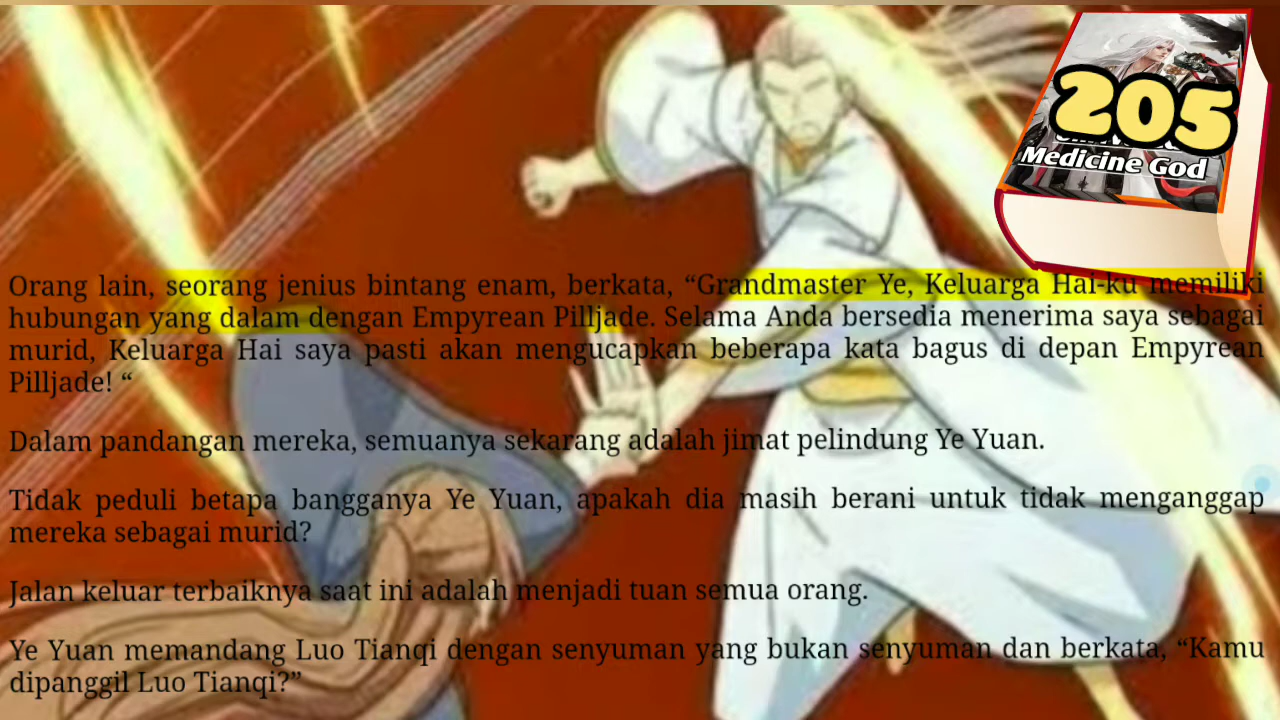 205
Medicine God
Orang lain, seorang jenius bintang enam, berkata, “Grandmaster Ye, Keluarga Hai-ku memiliki
hubungan yang dalam dengan Empyrean Pilljade. Selama Anda bersedia menerima saya sebagai
murid, Keluarga Hai saya pasti akan mengucapkan beberapa kata bagus di depan Empyrean
Pilljade! “
Dalam pandangan mereka, semuanya sekarang adalah jimat pelindung Ye Yuan.
Tidak peduli betapa bangganya Ye Yuan, apakah dia masih berani untuk tidak menganggap
mereka sebagai murid?
Jalan keluar terbaiknya saat ini adalah menjadi tuan semua orang.
Ye Yuan memandang Luo Tianqi dengan senyuman yang bukan senyuman dan berkata, “Kamu
dipanggil Luo Tianqi?”